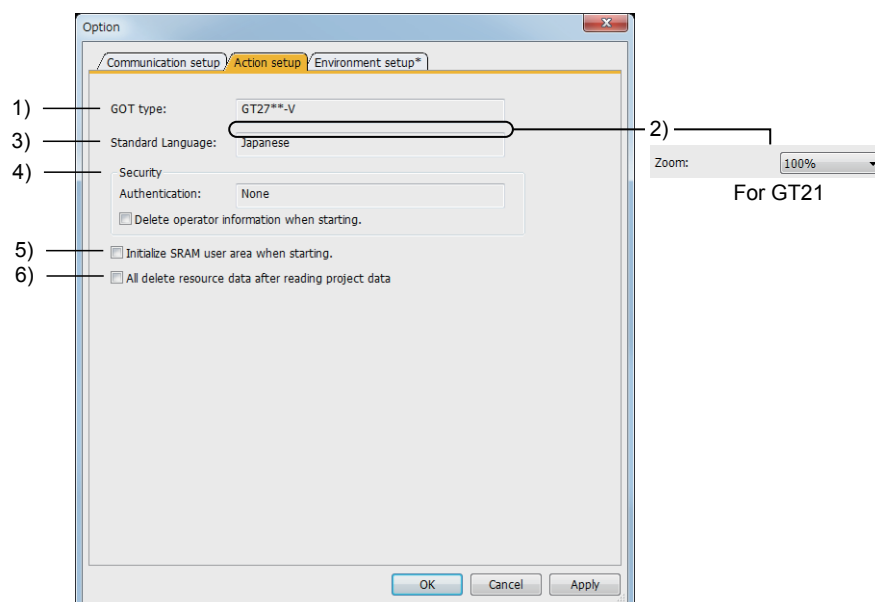 Option
Communication setup Action setup Environment setup*
1) GOT type: GT27**-V
2)
3) Standard Language: Japanese
Zoom: 100%
For GT21
4) Security
Authentication: None
Delete operator information when starting.
5) Initialize SRAM user area when starting.
6) All delete resource data after reading project data
OK Cancel Apply